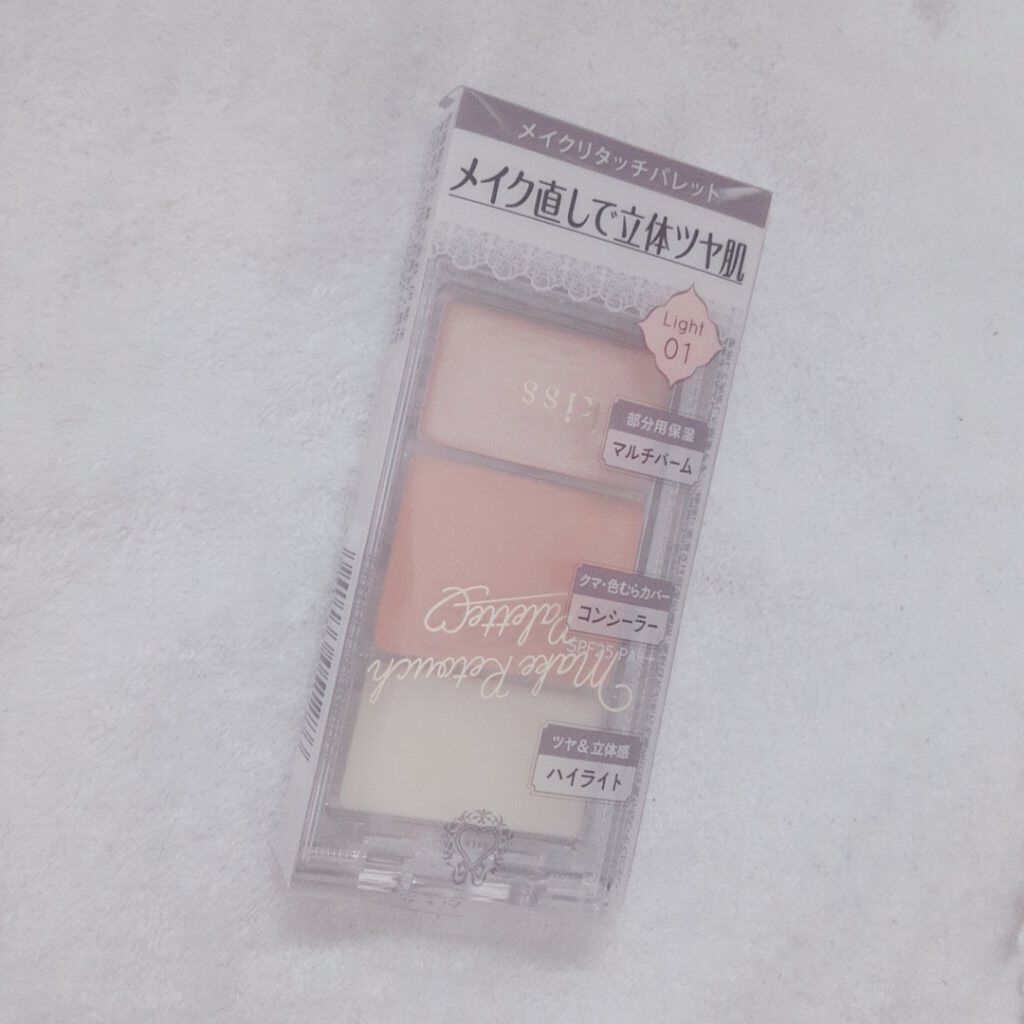 メイクリタッチパレット
メイク直しで立体ツヤ肌
Light
01
kiss
部分用保湿
マルチバーム
クマ・色むらカバー
コンシーラー
SPF25 PA++
Make Retouch
Palette
ツヤ&立体感
ハイライト